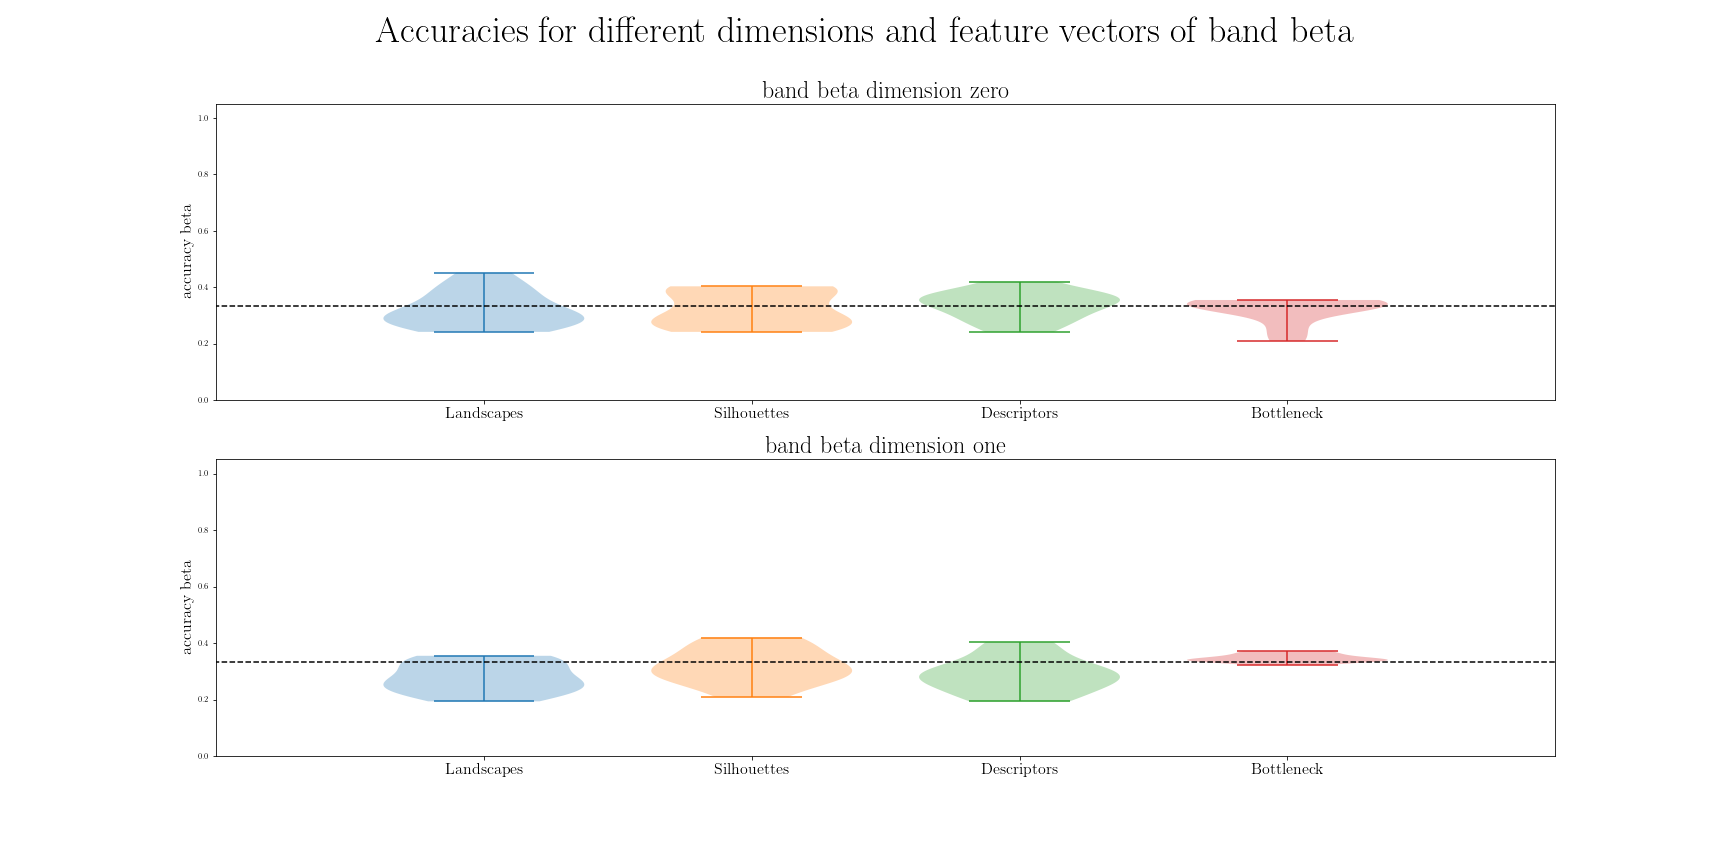 Accuracies for different dimensions and feature vectors of band beta
band beta dimension zero
1.0
0.8
0.6
0.4
0.2
0.0
accuracy beta
Landscapes Silhouettes Descriptors Bottleneck
band beta dimension one
1.0
0.8
0.6
0.4
0.2
0.0
accuracy beta
Landscapes Silhouettes Descriptors Bottleneck